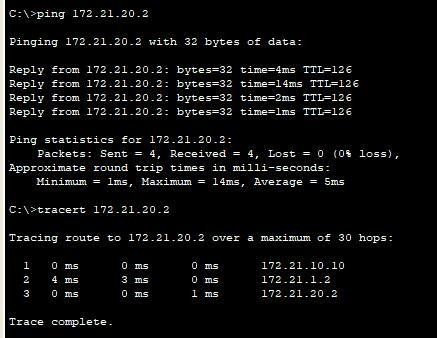 C:\>ping 172.21.20.2
Pinging 172.21.20.2 with 32 bytes of data:
Reply from 172.21.20.2: bytes=32 time=4ms TTL=126
Reply from 172.21.20.2: bytes=32 time=14ms TTL=126
Reply from 172.21.20.2: bytes=32 time=2ms TTL=126
Reply from 172.21.20.2: bytes=32 time=1ms TTL=126
Ping statistics for 172.21.20.2:
Packets: Sent = 4, Received = 4, Lost = 0 (0% loss),
Approximate round trip times in milli-seconds:
Minimum = 1ms, Maximum = 14ms, Average = 5ms
C:\>tracert 172.21.20.2
Tracing route to 172.21.20.2 over a maximum of 30 hops:
1 0 ms 0 ms 0 ms 172.21.10.10
2 4 ms 3 ms 0 ms 172.21.1.2
3 0 ms 0 ms 1 ms 172.21.20.2
Trace complete.